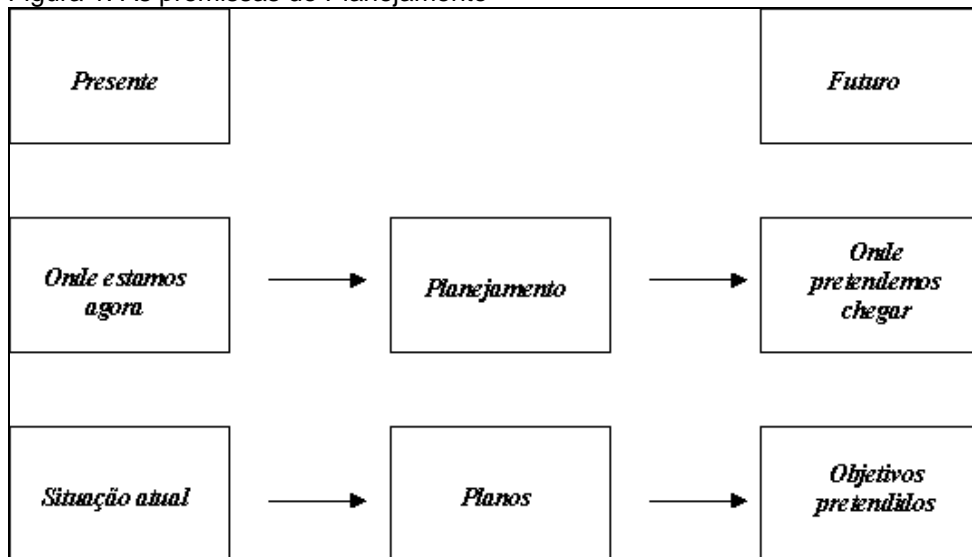 Figura 1. As premissas do Planejamento
Presente
Futuro
Onde estamos
agora
Planejamento
Onde
pretendemos
chegar
Situação atual
Planos
Objetivos
pretendidos